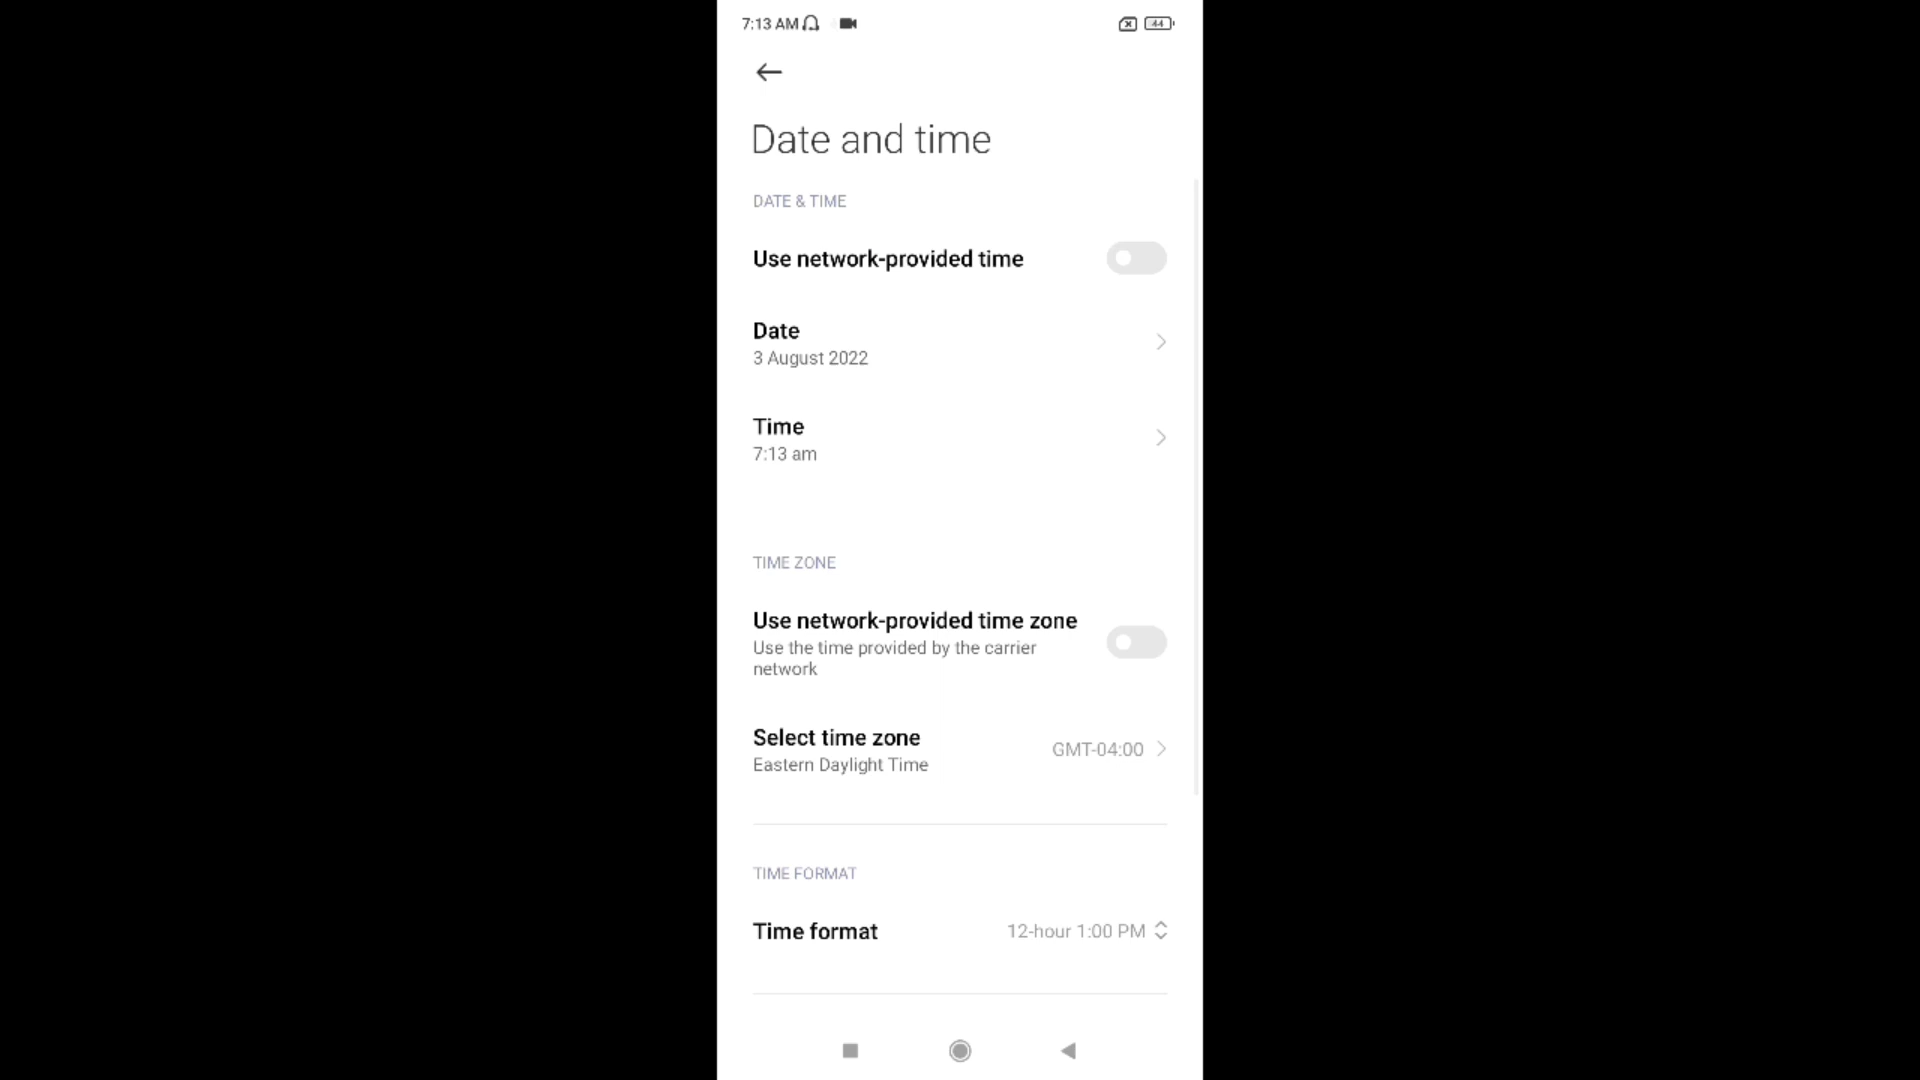 7:13 AM
44
Date and time
DATE & TIME
Use network-provided time
Date
3 August 2022
Time
7:13 am
TIME ZONE
Use network-provided time zone
Use the time provided by the carrier
network
Select time zone
GMT-04:00
Eastern Daylight Time
TIME FORMAT
Time format
12-hour 1:00 PM